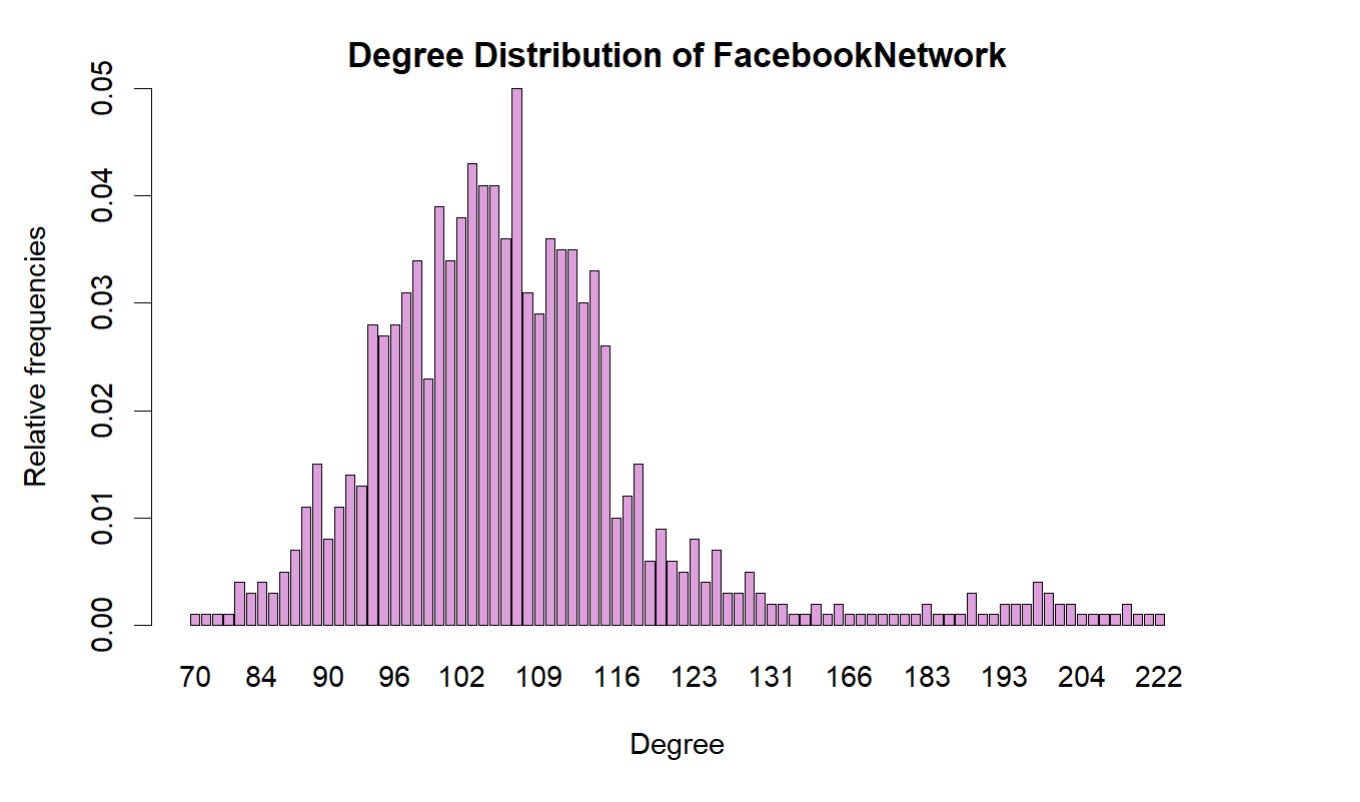 Degree Distribution of FacebookNetwork
Relative frequencies
0.05
0.04
0.03
0.02
0.01
0.00
70 84 90 96 102 109 116 123 131 166 183 193 204 222
Degree